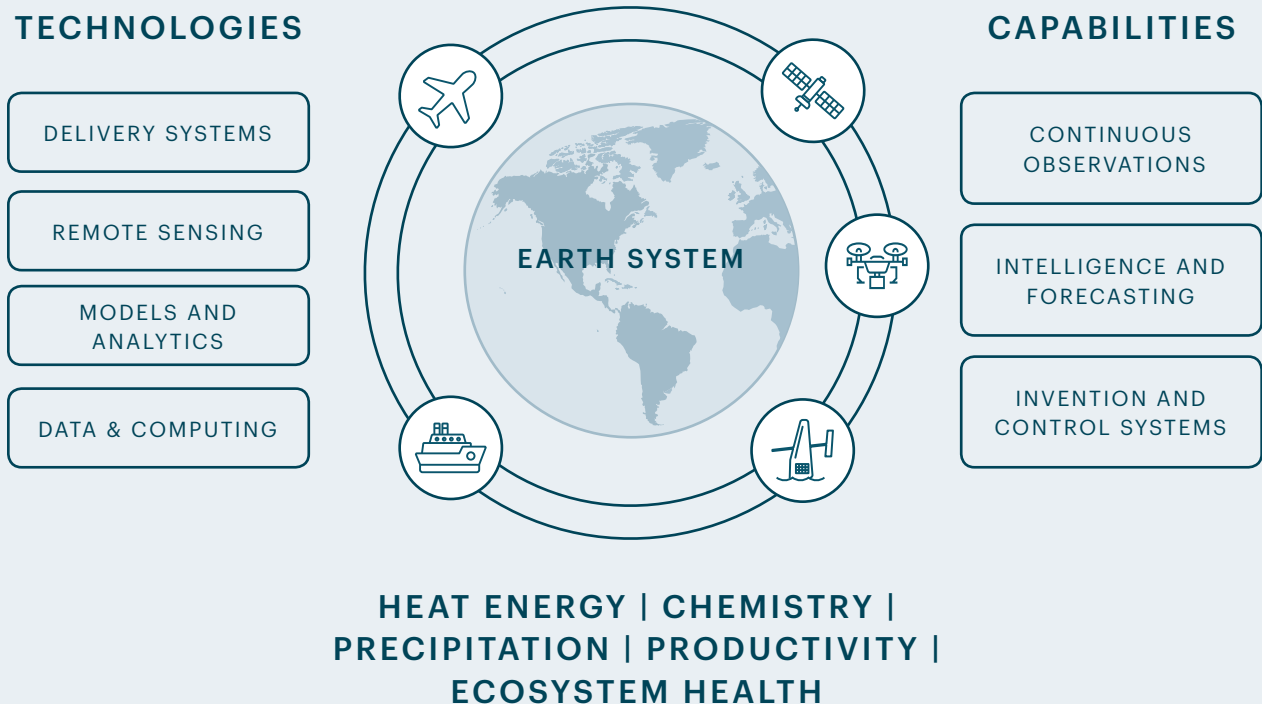 TECHNOLOGIES
DELIVERY SYSTEMS
REMOTE SENSING
MODELS AND
ANALYTICS
DATA & COMPUTING
EARTH SYSTEM
CAPABILITIES
CONTINUOUS
OBSERVATIONS
INTELLIGENCE AND
FORECASTING
INVENTION AND
CONTROL SYSTEMS
HEAT ENERGY | CHEMISTRY |
PRECIPITATION | PRODUCTIVITY |
ECOSYSTEM HEALTH